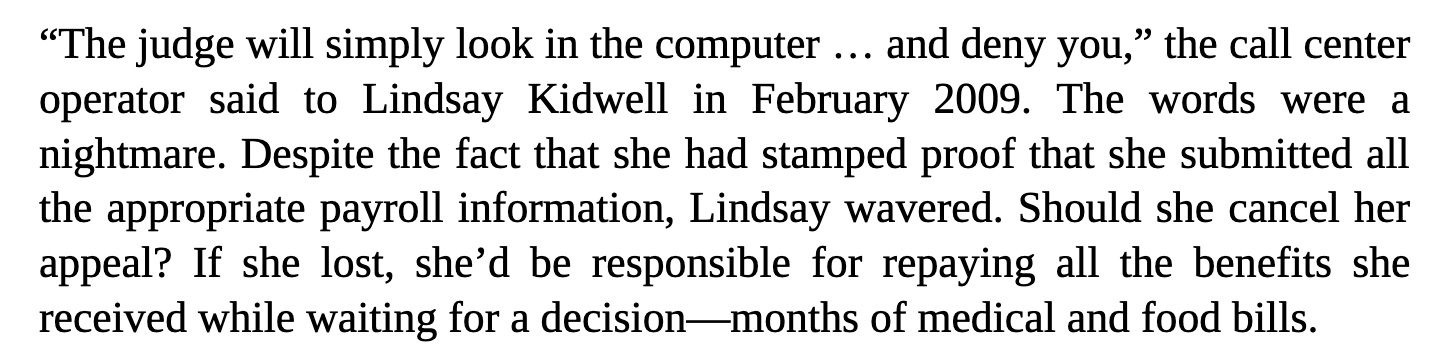 “The judge will simply look in the computer … and deny you,” the call center
operator said to Lindsay Kidwell in February 2009. The words were a
nightmare. Despite the fact that she had stamped proof that she submitted all
the appropriate payroll information, Lindsay wavered. Should she cancel her
appeal? If she lost, she’d be responsible for repaying all the benefits she
received while waiting for a decision—months of medical and food bills.